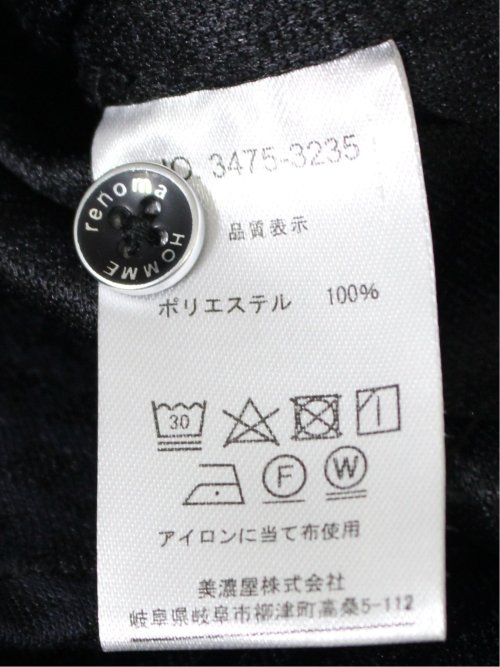 NO. 3475-3235
renoma
HOMME
品質表示
ポリエステル 100%
30
F
W
アイロンに当て布使用
美濃屋株式会社
岐阜県岐阜市柳津町高桑5-112